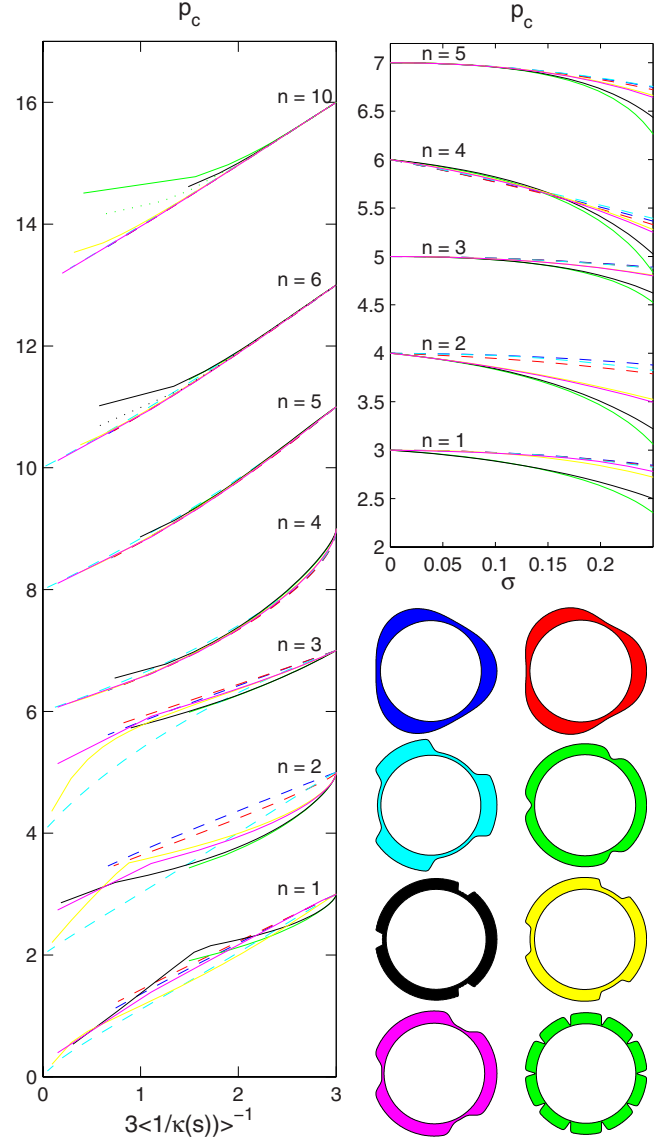 p_c
16
14
12
10
8
6
4
2
0
n = 10
n = 6
n = 5
n = 4
n = 3
n = 2
n = 1
0
1
2
3
3<1/κ(s))>^-1
p_c
7
6.5
6
5.5
5
4.5
4
3.5
3
2.5
2
n = 5
n = 4
n = 3
n = 2
n = 1
0
0.05
0.1
0.15
0.2
σ